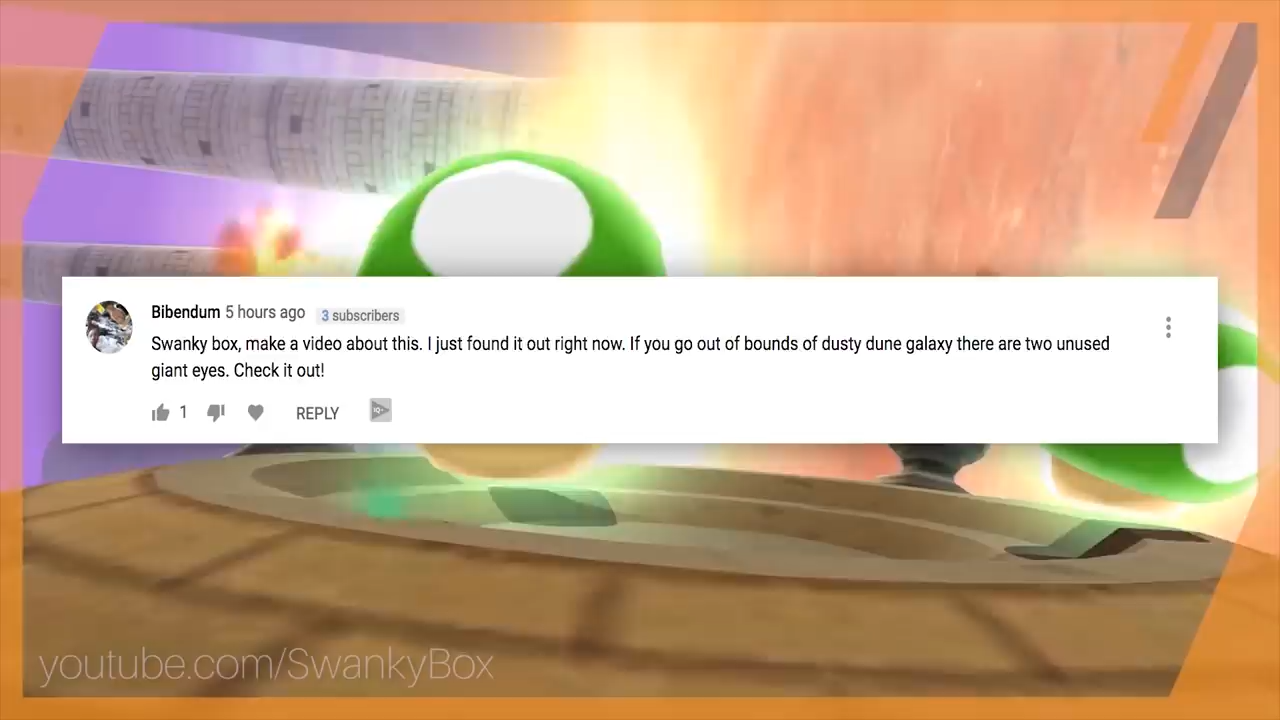 Bibendum 5 hours ago 3 subscribers
Swanky box, make a video about this. I just found it out right now. If you go out of bounds of dusty dune galaxy there are two unused
giant eyes. Check it out!
1 REPLY IQ+
youtube.com/SwankyBox